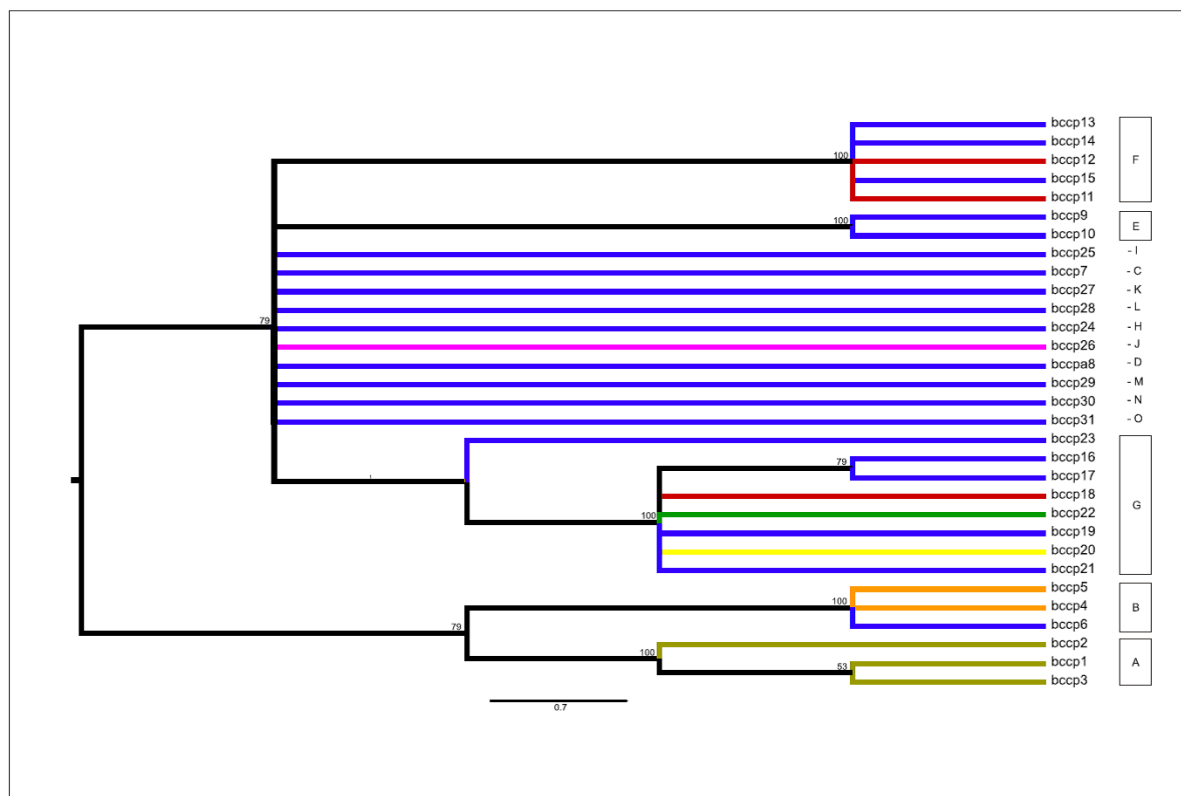 bccp13
bccp14
100
bccp12
F
bccp15
bccp11
100
bccp9
E
bccp10
bccp25 - I
bccp7 - C
bccp27 - K
bccp28 - L
79
bccp24 - H
bccp26 - J
bccpa8 - D
bccp29 - M
bccp30 - N
bccp31 - O
bccp23
79
bccp16
bccp17
bccp18
G
100
bccp22
bccp19
bccp20
bccp21
bccp5
100
bccp4
B
bccp6
79
bccp2
100
53
bccp1
A
bccp3
0.7